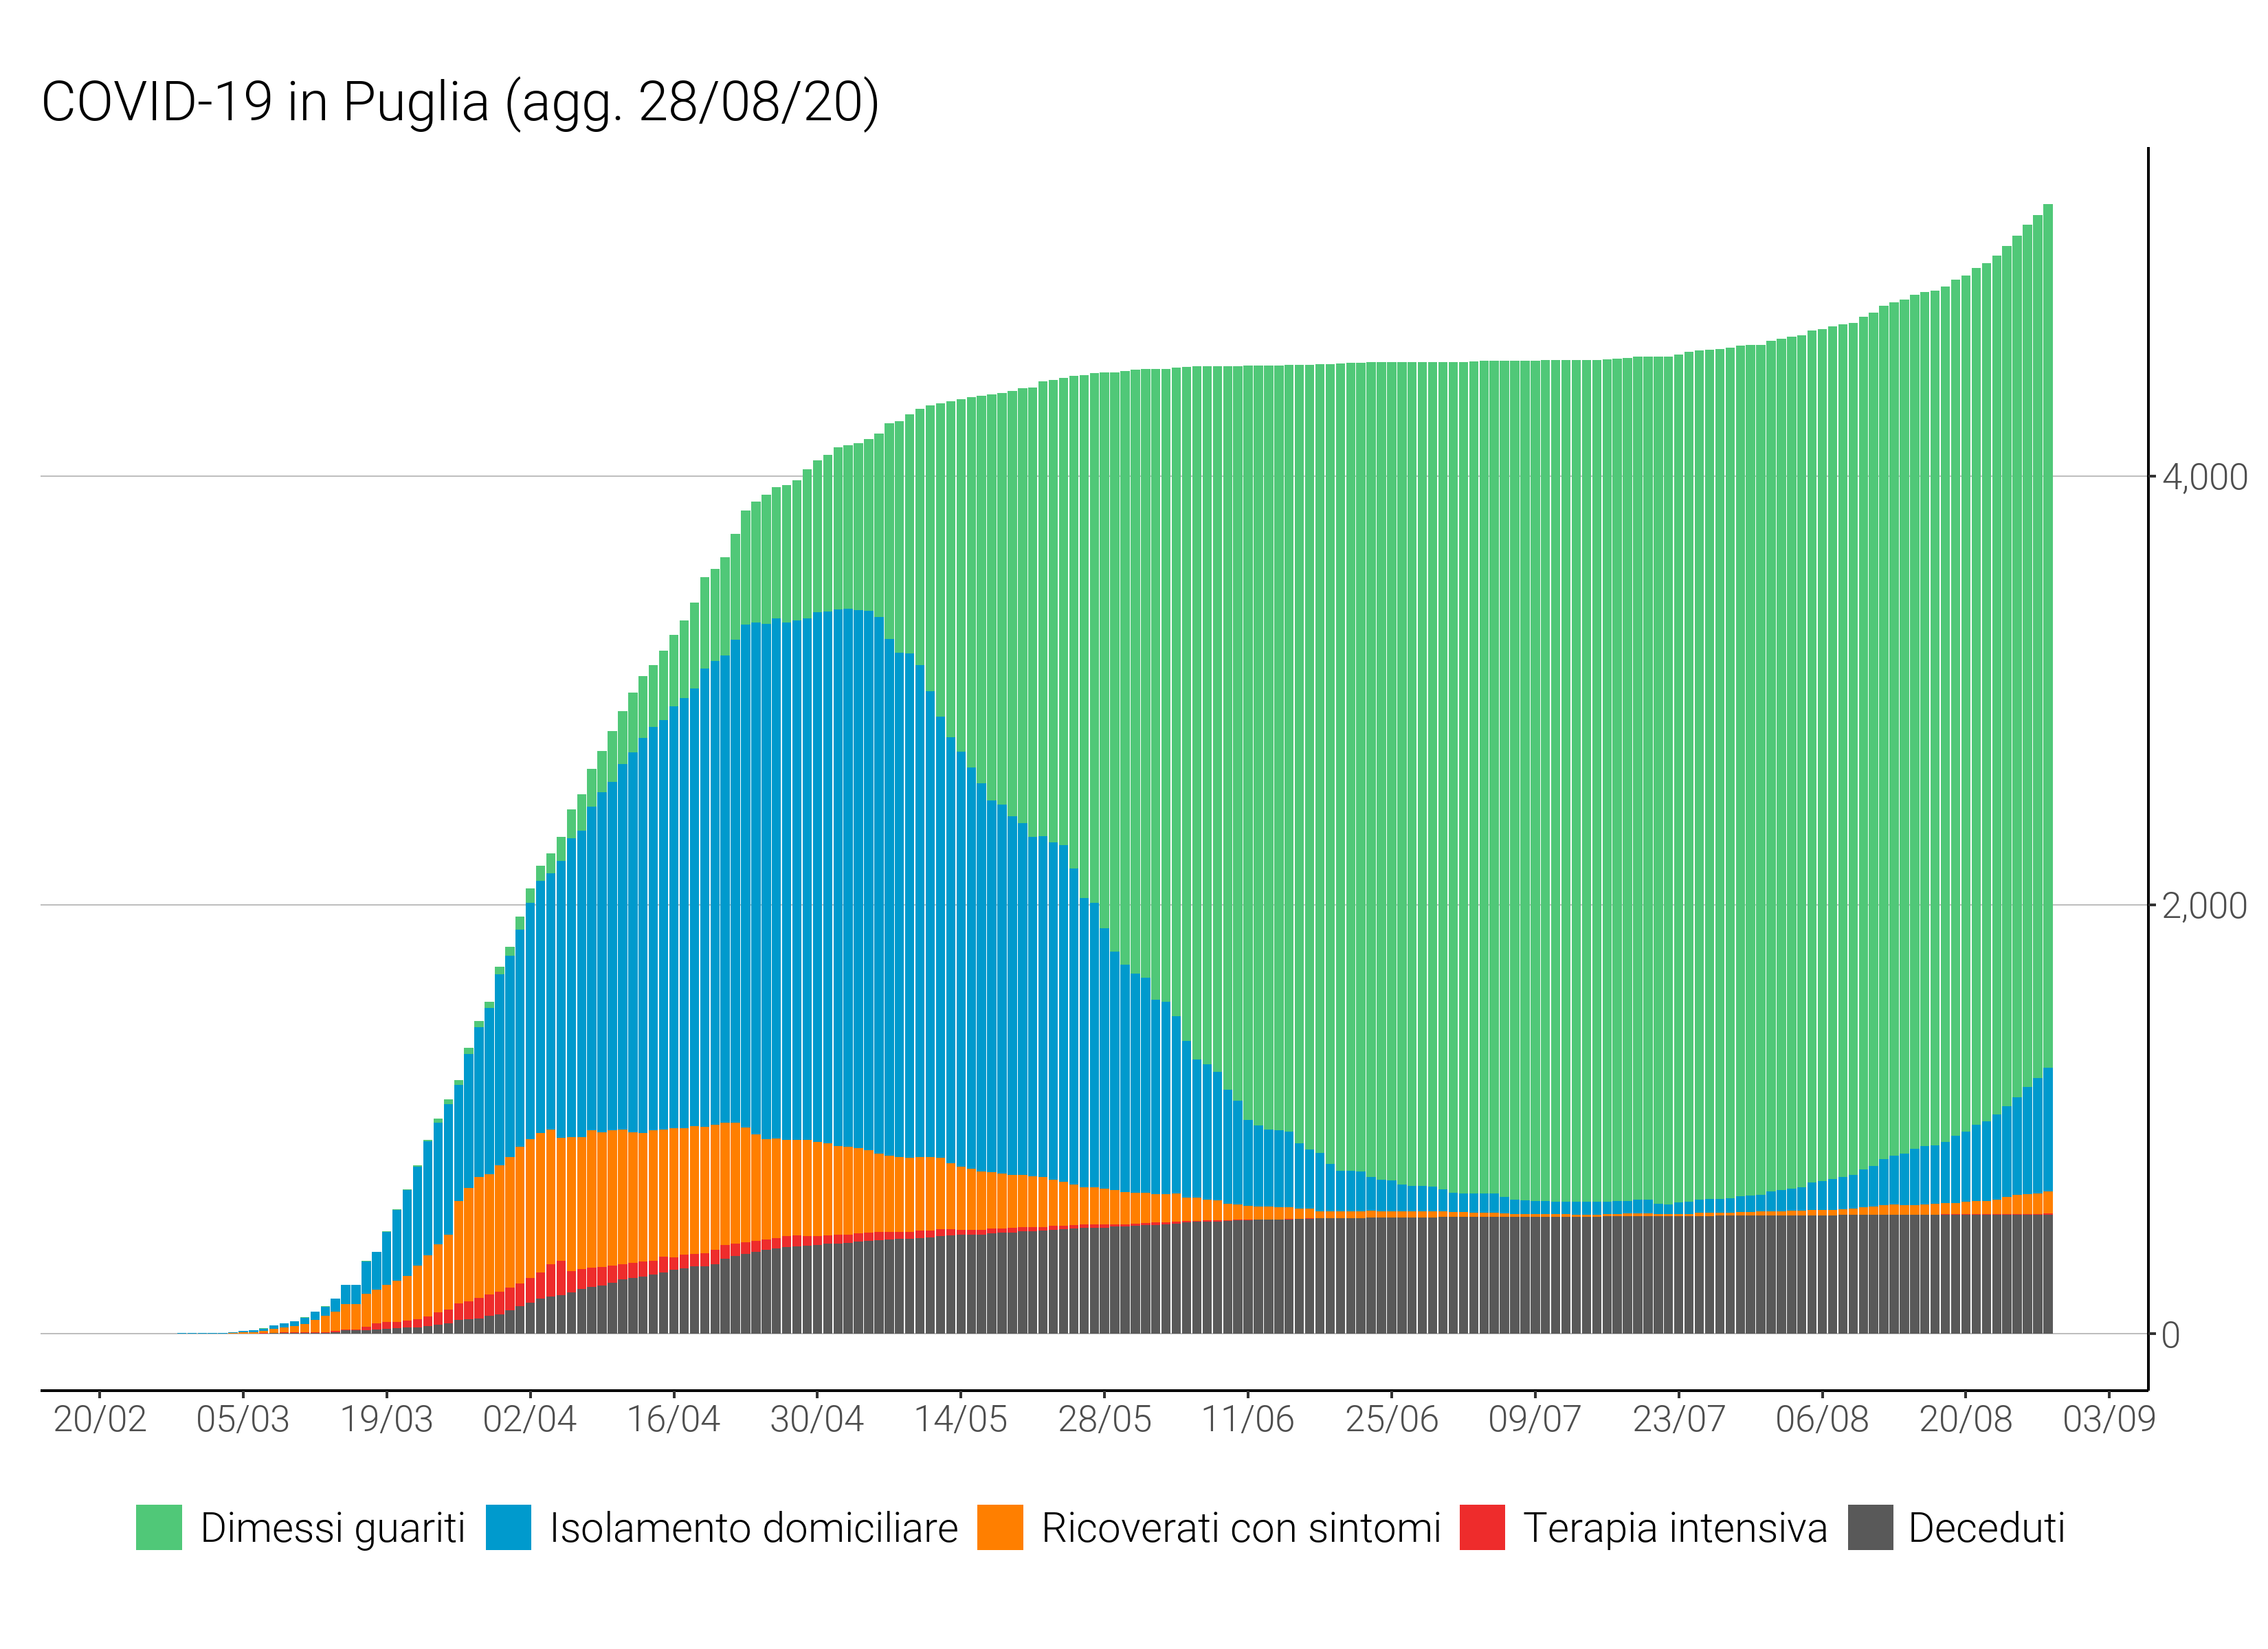 COVID-19 in Puglia (agg. 28/08/20)
4,000
2,000
0
20/02 05/03 19/03 02/04 16/04 30/04 14/05 28/05 11/06 25/06 09/07 23/07 06/08 20/08 03/09
Dimessi guariti Isolamento domiciliare Ricoverati con sintomi Terapia intensiva Deceduti